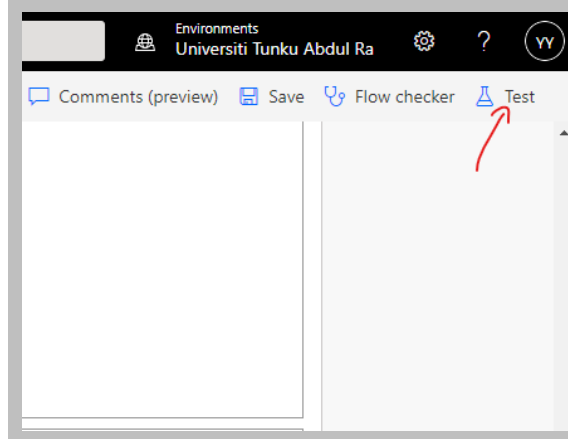 Environments
Universiti Tunku Abdul Ra
? YY
Comments (preview) Save Flow checker Test